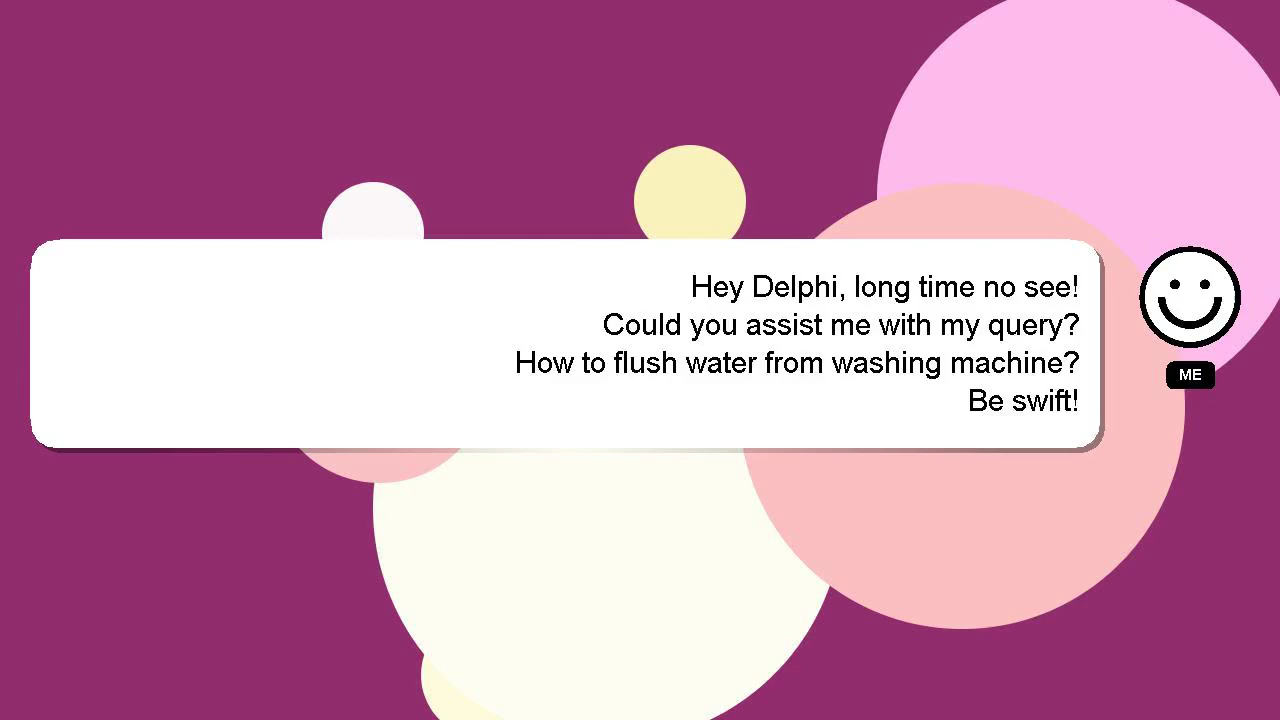 Hey Delphi, long time no see!
Could you assist me with my query?
How to flush water from washing machine?
Be swift!
ME